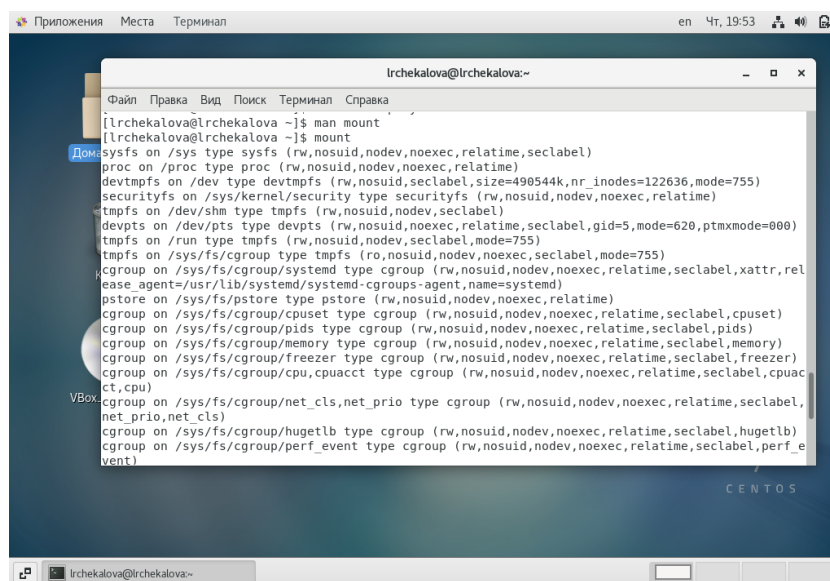 Приложения Места Терминал en Чт, 19:53
lrchekalova@lrchekalova:~
Файл Правка Вид Поиск Терминал Справка
[lrchekalova@lrchekalova ~]$ man mount
[lrchekalova@lrchekalova ~]$ mount
sysfs on /sys type sysfs (rw,nosuid,nodev,noexec,relatime,seclabel)
proc on /proc type proc (rw,nosuid,nodev,noexec,relatime)
devtmpfs on /dev type devtmpfs (rw,nosuid,seclabel,size=490544k,nr_inodes=122636,mode=755)
securityfs on /sys/kernel/security type securityfs (rw,nosuid,nodev,noexec,relatime)
tmpfs on /dev/shm type tmpfs (rw,nosuid,nodev,seclabel)
devpts on /dev/pts type devpts (rw,nosuid,noexec,relatime,seclabel,gid=5,mode=620,ptmxmode=000)
tmpfs on /run type tmpfs (rw,nosuid,nodev,seclabel,mode=755)
tmpfs on /sys/fs/cgroup type tmpfs (ro,nosuid,nodev,noexec,seclabel,mode=755)
cgroup on /sys/fs/cgroup/systemd type cgroup (rw,nosuid,nodev,noexec,relatime,seclabel,xattr,rel
ease_agent=/usr/lib/systemd/systemd-cgroups-agent,name=systemd)
pstore on /sys/fs/pstore type pstore (rw,nosuid,nodev,noexec,relatime)
cgroup on /sys/fs/cgroup/cpuset type cgroup (rw,nosuid,nodev,noexec,relatime,seclabel,cpuset)
cgroup on /sys/fs/cgroup/pids type cgroup (rw,nosuid,nodev,noexec,relatime,seclabel,pids)
cgroup on /sys/fs/cgroup/memory type cgroup (rw,nosuid,nodev,noexec,relatime,seclabel,memory)
cgroup on /sys/fs/cgroup/freezer type cgroup (rw,nosuid,nodev,noexec,relatime,seclabel,freezer)
cgroup on /sys/fs/cgroup/cpu,cpuacct type cgroup (rw,nosuid,nodev,noexec,relatime,seclabel,cpuac
ct,cpu)
cgroup on /sys/fs/cgroup/net_cls,net_prio type cgroup (rw,nosuid,nodev,noexec,relatime,seclabel,
net_prio,net_cls)
cgroup on /sys/fs/cgroup/hugetlb type cgroup (rw,nosuid,nodev,noexec,relatime,seclabel,hugetlb)
cgroup on /sys/fs/cgroup/perf_event type cgroup (rw,nosuid,nodev,noexec,relatime,seclabel,perf_e
vent)
Дома
VBox_
CENTOS
lrchekalova@lrchekalova:~